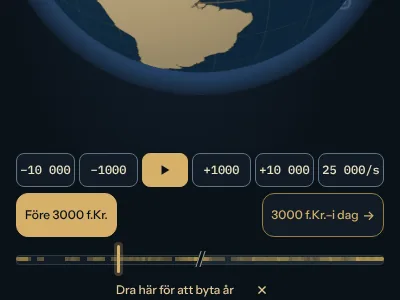 −10 000 −1000 +1000 +10 000 25 000/s
Före 3000 f.Kr. 3000 f.Kr.–i dag →
Dra här för att byta år ×